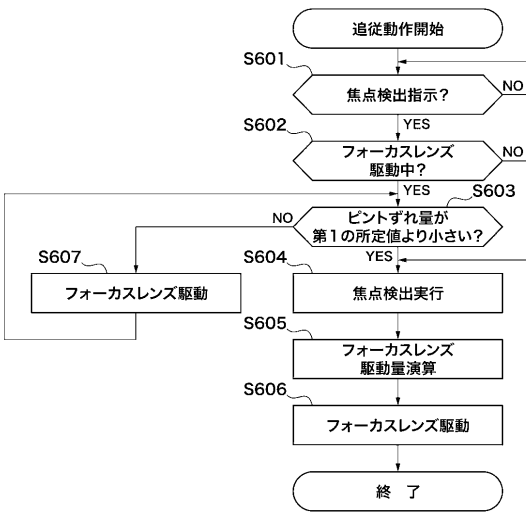 追従動作開始
S601
焦点検出指示?
NO
YES
S602
フォーカスレンズ
駆動中?
NO
YES
S603
ピントずれ量が
第1の所定値より小さい?
NO
YES
S607
フォーカスレンズ駆動
S604
焦点検出実行
S605
フォーカスレンズ
駆動量演算
S606
フォーカスレンズ駆動
終 了